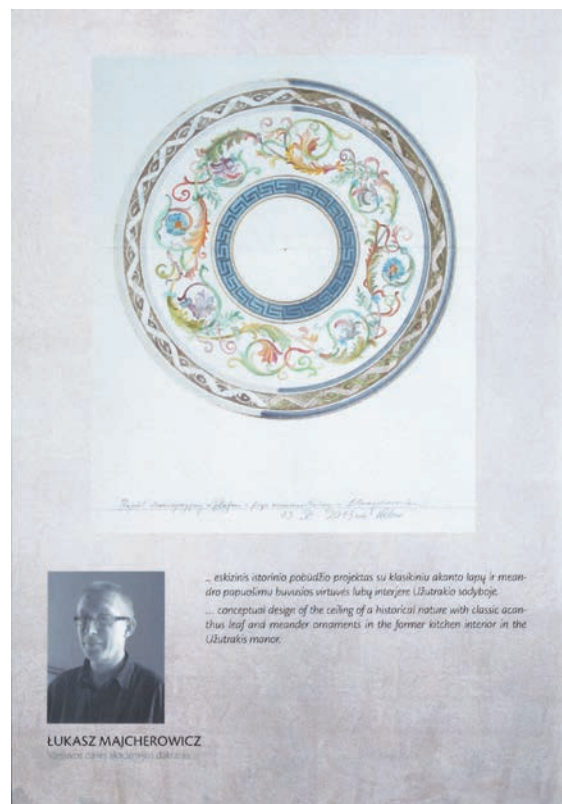 13 X 2013
... eskizinis istorinio pobūdžio projektas su klasikiniu akanto lapų ir mean-
dro papuošimu buvusios virtuvės lubų interjere Užutrakio sodyboje.
... conceptual design of the ceiling of a historical nature with classic acan-
thus leaf and meander ornaments in the former kitchen interior in the
Užutrakis manor.
ŁUKASZ MAJCHEROWICZ